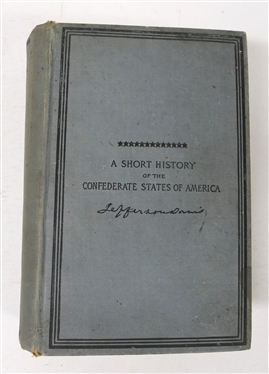 A SHORT HISTORY
OF THE
CONFEDERATE STATES OF AMERICA
Jefferson Davis